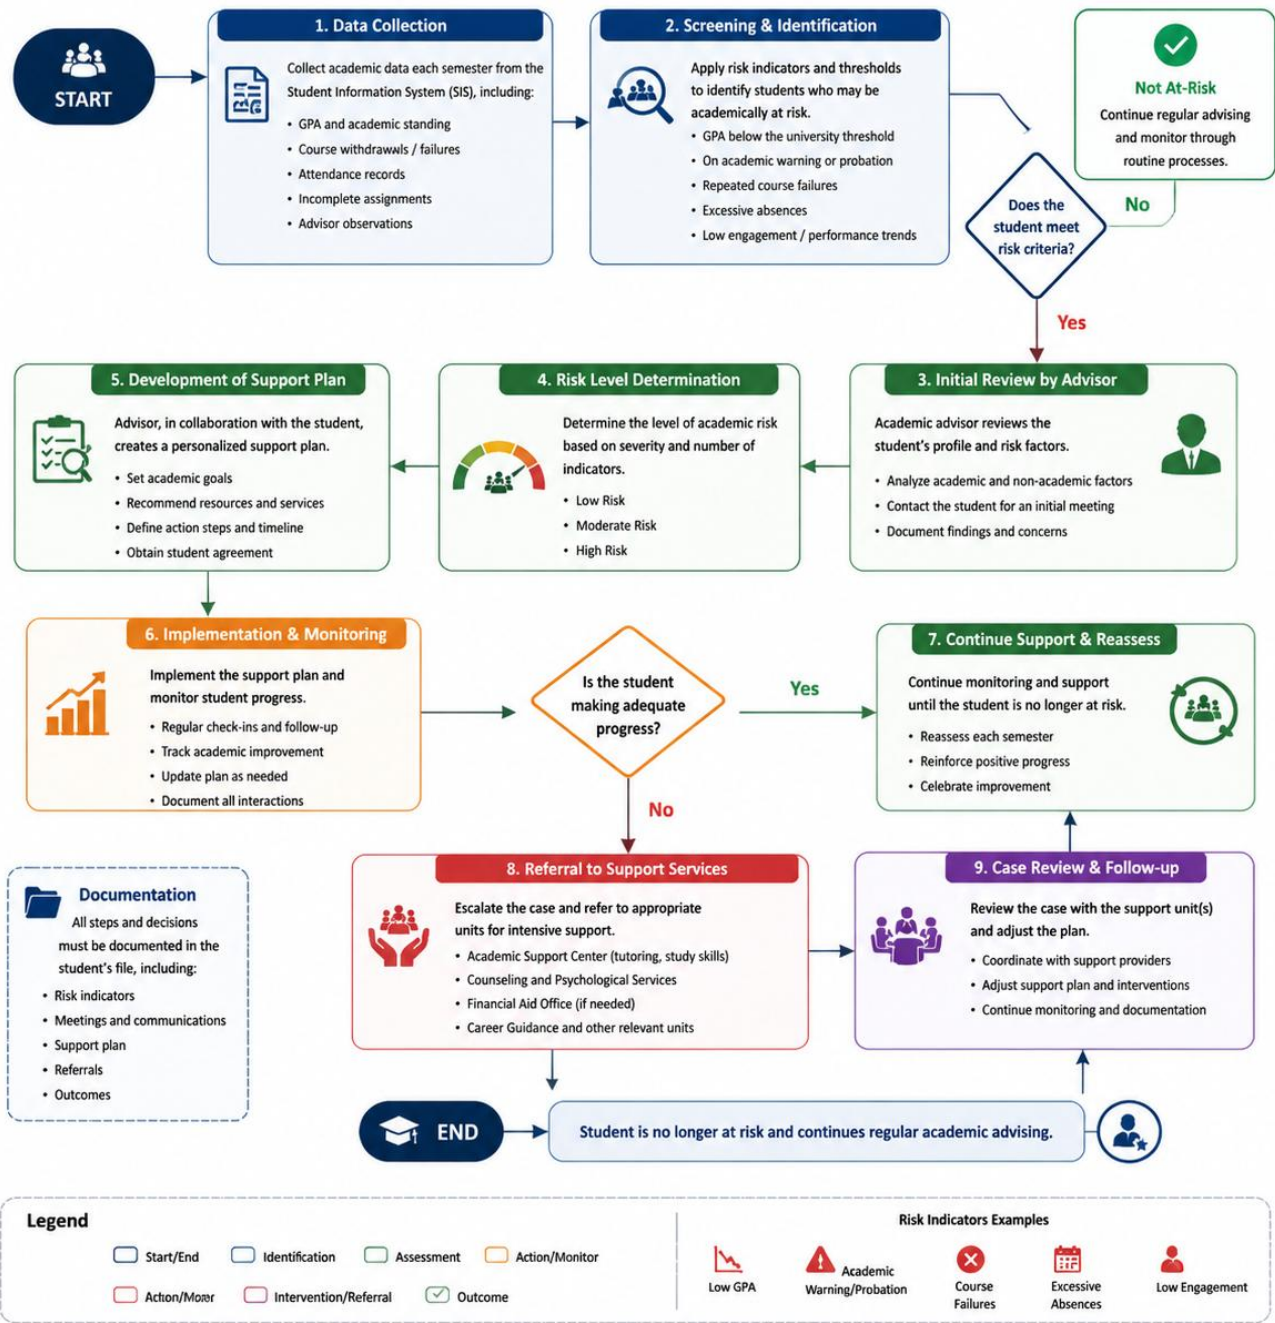 START
1. Data Collection
Collect academic data each semester from the
Student Information System (SIS), including:
• GPA and academic standing
• Course withdrawals / failures
• Attendance records
• Incomplete assignments
• Advisor observations
2. Screening & Identification
Apply risk indicators and thresholds
to identify students who may be
academically at risk.
• GPA below the university threshold
• On academic warning or probation
• Repeated course failures
• Excessive absences
• Low engagement / performance trends
Not At-Risk
Continue regular advising
and monitor through
routine processes.
Does the
student meet
risk criteria?
No
Yes
3. Initial Review by Advisor
Academic advisor reviews the
student's profile and risk factors.
• Analyze academic and non-academic factors
• Contact the student for an initial meeting
• Document findings and concerns
4. Risk Level Determination
Determine the level of academic risk
based on severity and number of
indicators.
• Low Risk
• Moderate Risk
• High Risk
5. Development of Support Plan
Advisor, in collaboration with the student,
creates a personalized support plan.
• Set academic goals
• Recommend resources and services
• Define action steps and timeline
• Obtain student agreement
6. Implementation & Monitoring
Implement the support plan and
monitor student progress.
• Regular check-ins and follow-up
• Track academic improvement
• Update plan as needed
• Document all interactions
Is the student
making adequate
progress?
Yes
No
7. Continue Support & Reassess
Continue monitoring and support
until the student is no longer at risk.
• Reassess each semester
• Reinforce positive progress
• Celebrate improvement
8. Referral to Support Services
Escalate the case and refer to appropriate
units for intensive support.
• Academic Support Center (tutoring, study skills)
• Counseling and Psychological Services
• Financial Aid Office (if needed)
• Career Guidance and other relevant units
9. Case Review & Follow-up
Review the case with the support unit(s)
and adjust the plan.
• Coordinate with support providers
• Adjust support plan and interventions
• Continue monitoring and documentation
Documentation
All steps and decisions
must be documented in the
student's file, including:
• Risk indicators
• Meetings and communications
• Support plan
• Referrals
• Outcomes
END
Student is no longer at risk and continues regular academic advising.
Legend
Start/End
Identification
Assessment
Action/Monitor
Intervention/Referral
Outcome
Risk Indicators Examples
Low GPA
Academic
Warning/Probation
Course
Failures
Excessive
Absences
Low Engagement